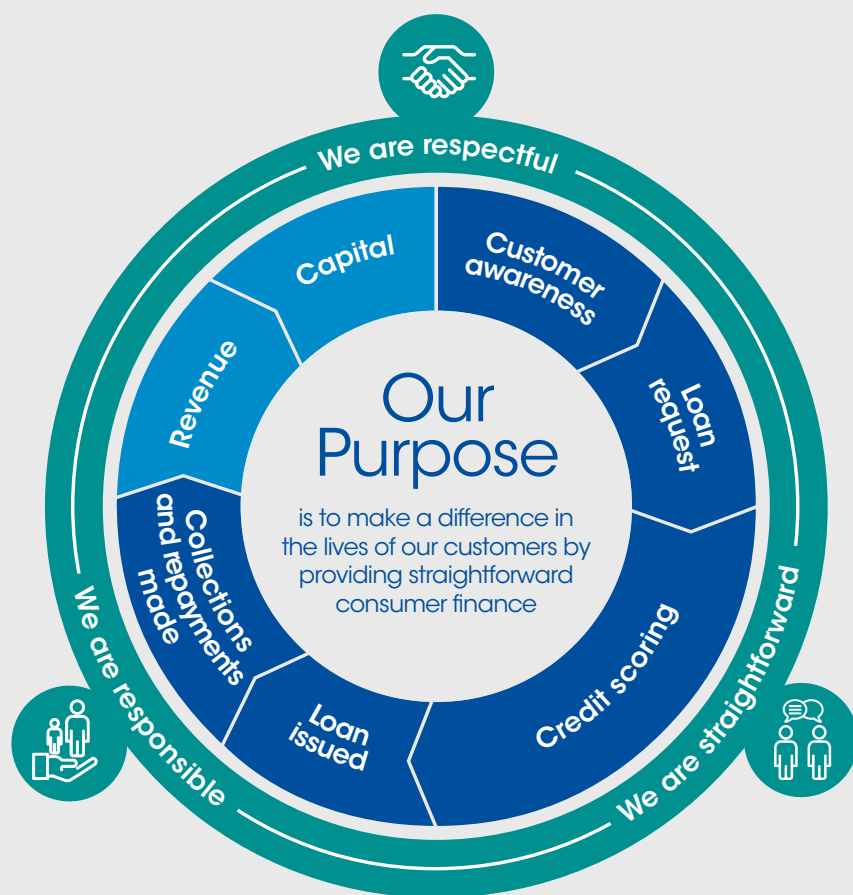 We are respectful
Capital
Customer
awareness
Loan
request
Revenue
Our
Purpose
is to make a difference in
the lives of our customers by
providing straightforward
consumer finance
Collections
and repayments
made
Credit scoring
Loan
issued
We are responsible
We are straightforward